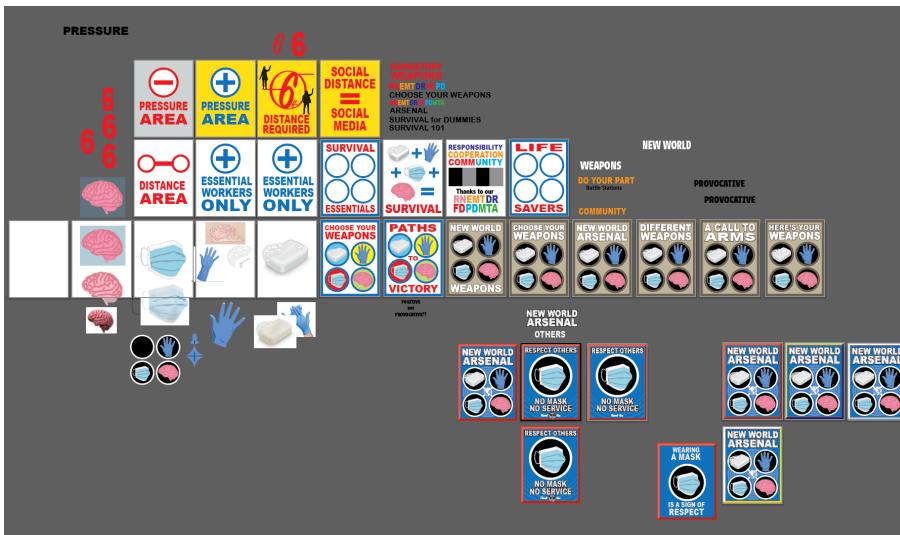 PRESSURE
6 6
6
6
6
6
PRESSURE
AREA
PRESSURE
AREA
6
DISTANCE
REQUIRED
SOCIAL
DISTANCE
=
SOCIAL
MEDIA
MANDATORY
WEAPONS
CHOOSE YOUR WEAPONS
ARSENAL
SURVIVAL for DUMMIES
SURVIVAL 101
DISTANCE
AREA
ESSENTIAL
WORKERS
ONLY
ESSENTIAL
WORKERS
ONLY
SURVIVAL
ESSENTIALS
+
+ +
=
SURVIVAL
RESPONSIBILITY
COOPERATION
COMMUNITY
Thanks to our
RNEMTDR
FDPDMTA
LIFE
SAVERS
NEW WORLD
WEAPONS
DO YOUR PART
Battle Stations
COMMUNITY
PROVOCATIVE
PROVOCATIVE
CHOOSE YOUR
WEAPONS
PATHS
TO
VICTORY
NEW WORLD
WEAPONS
CHOOSE YOUR
WEAPONS
NEW WORLD
ARSENAL
DIFFERENT
WEAPONS
A CALL TO
ARMS
HERE'S YOUR
WEAPONS
POSITIVE
not
PROVOCATIVE!!
NEW WORLD
ARSENAL
OTHERS
NEW WORLD
ARSENAL
RESPECT OTHERS
NO MASK
NO SERVICE
RESPECT OTHERS
NO MASK
NO SERVICE
NEW WORLD
ARSENAL
NEW WORLD
ARSENAL
NEW WORLD
ARSENAL
RESPECT OTHERS
NO MASK
NO SERVICE
WEARING
A MASK
IS A SIGN OF
RESPECT
NEW WORLD
ARSENAL